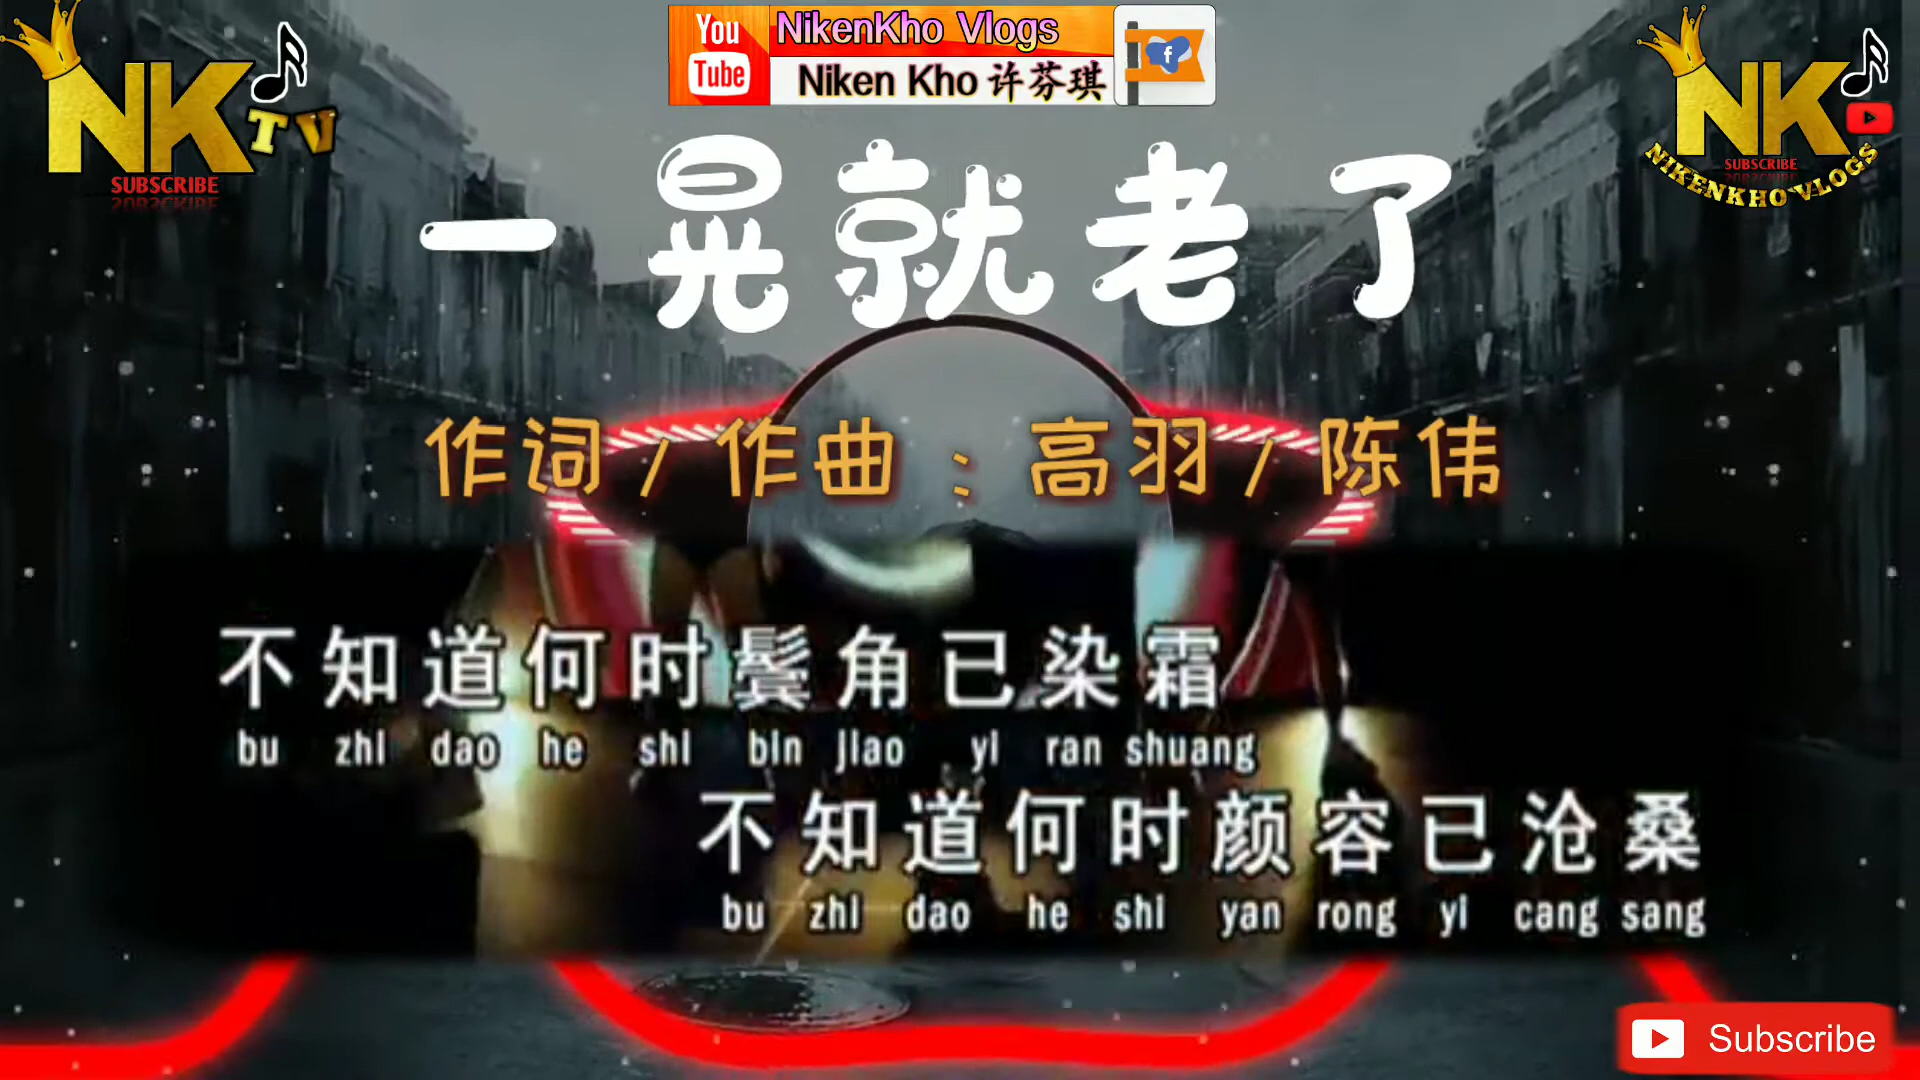 NK TV
SUBSCRIBE
You Tube
NikenKho Vlogs
Niken Kho 许芬琪
f
NK
SUBSCRIBE
NIKENKHO VLOGS
一晃就老了
作词 / 作曲 : 高羽 / 陈伟
不知道何时鬓角已染霜
bu zhi dao he shi bin jiao yi ran shuang
不知道何时颜容已沧桑
bu zhi dao he shi yan rong yi cang sang
Subscribe